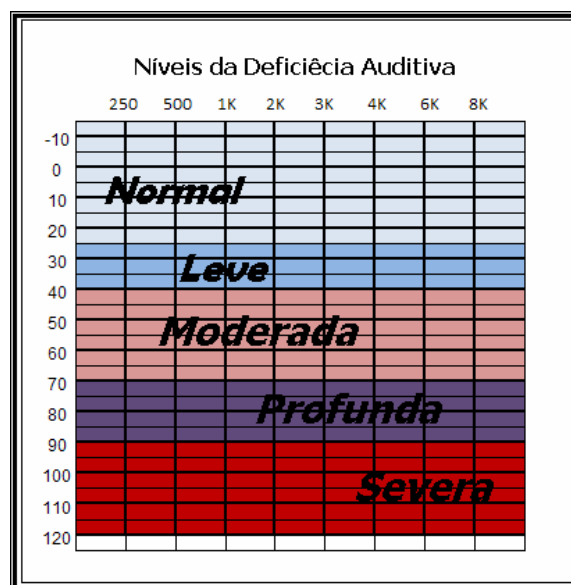 Níveis da Deficiêcia Auditiva
250 500 1K 2K 3K 4K 6K 8K
-10
0
Normal
10
20
30
Leve
40
50
Moderada
60
70
80
Profunda
90
100
Severa
110
120